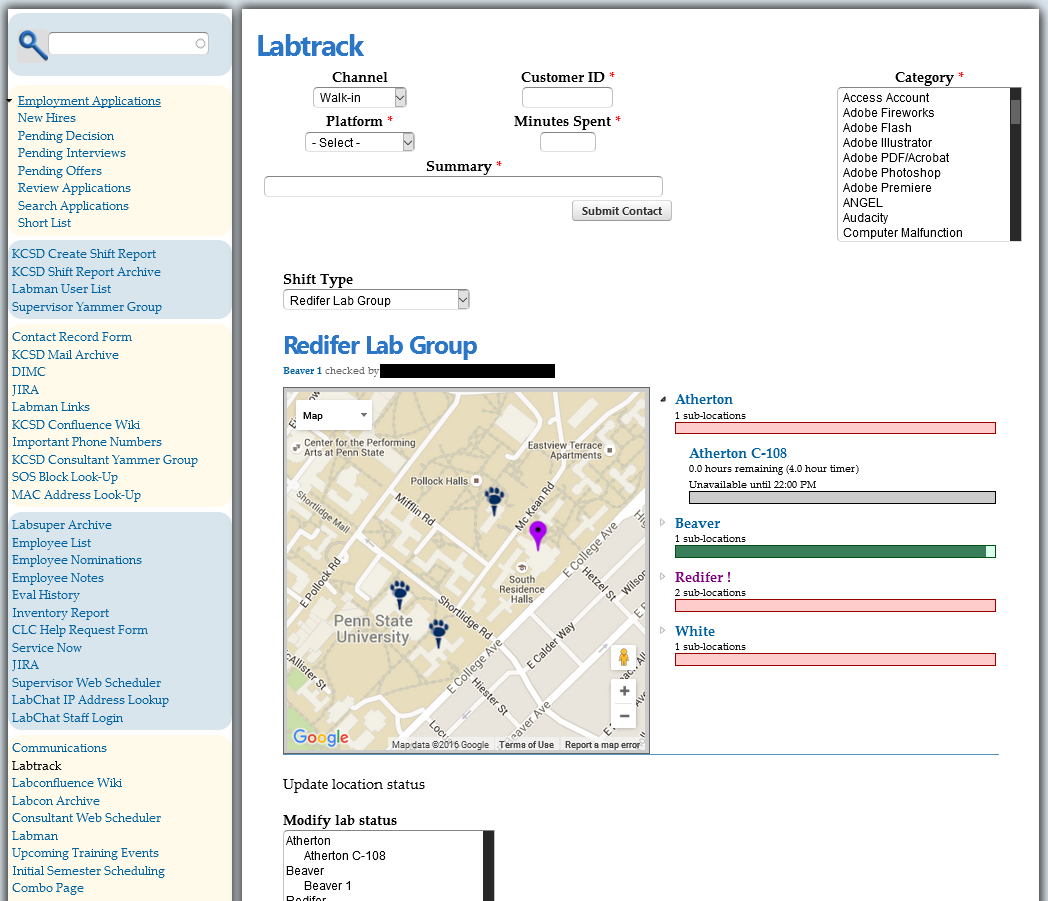 Employment Applications
New Hires
Pending Decision
Pending Interviews
Pending Offers
Review Applications
Search Applications
Short List
KCSD Create Shift Report
KCSD Shift Report Archive
Labman User List
Supervisor Yammer Group
Contact Record Form
KCSD Mail Archive
DIMC
JIRA
Labman Links
KCSD Confluence Wiki
Important Phone Numbers
KCSD Consultant Yammer Group
SOS Block Look-Up
MAC Address Look-Up
Labsuper Archive
Employee List
Employee Nominations
Employee Notes
Eval History
Inventory Report
CLC Help Request Form
Service Now
JIRA
Supervisor Web Scheduler
LabChat IP Address Lookup
LabChat Staff Login
Communications
Labtrack
Labconfluence Wiki
Labcon Archive
Consultant Web Scheduler
Labman
Upcoming Training Events
Initial Semester Scheduling
Combo Page
Labtrack
Channel
Walk-in
Customer ID *
Platform *
- Select -
Minutes Spent *
Summary *
Submit Contact
Category *
Access Account
Adobe Fireworks
Adobe Flash
Adobe Illustrator
Adobe PDF/Acrobat
Adobe Photoshop
Adobe Premiere
ANGEL
Audacity
Computer Malfunction
Shift Type
Redifer Lab Group
Redifer Lab Group
Beaver 1 checked by
Map
Center for the Performing
Arts at Penn State
Eastview Terrace
Apartments
Pollock Halls
Shortlidge Mall
Mifflin Rd
Mc Kean Rd
E College Ave
E Pollock Rd
South
Residence
Halls
Hetzel St
Shortlidge Rd
Penn State
University
E Calder Way
E College Ave
Hiester St
Google
Map data ©2016 Google
Terms of Use
Report a map error
Atherton
1 sub-locations
Atherton C-108
0.0 hours remaining (4.0 hour timer)
Unavailable until 22:00 PM
Beaver
1 sub-locations
Redifer !
2 sub-locations
White
1 sub-locations
Update location status
Modify lab status
Atherton
Atherton C-108
Beaver
Beaver 1
Redifer